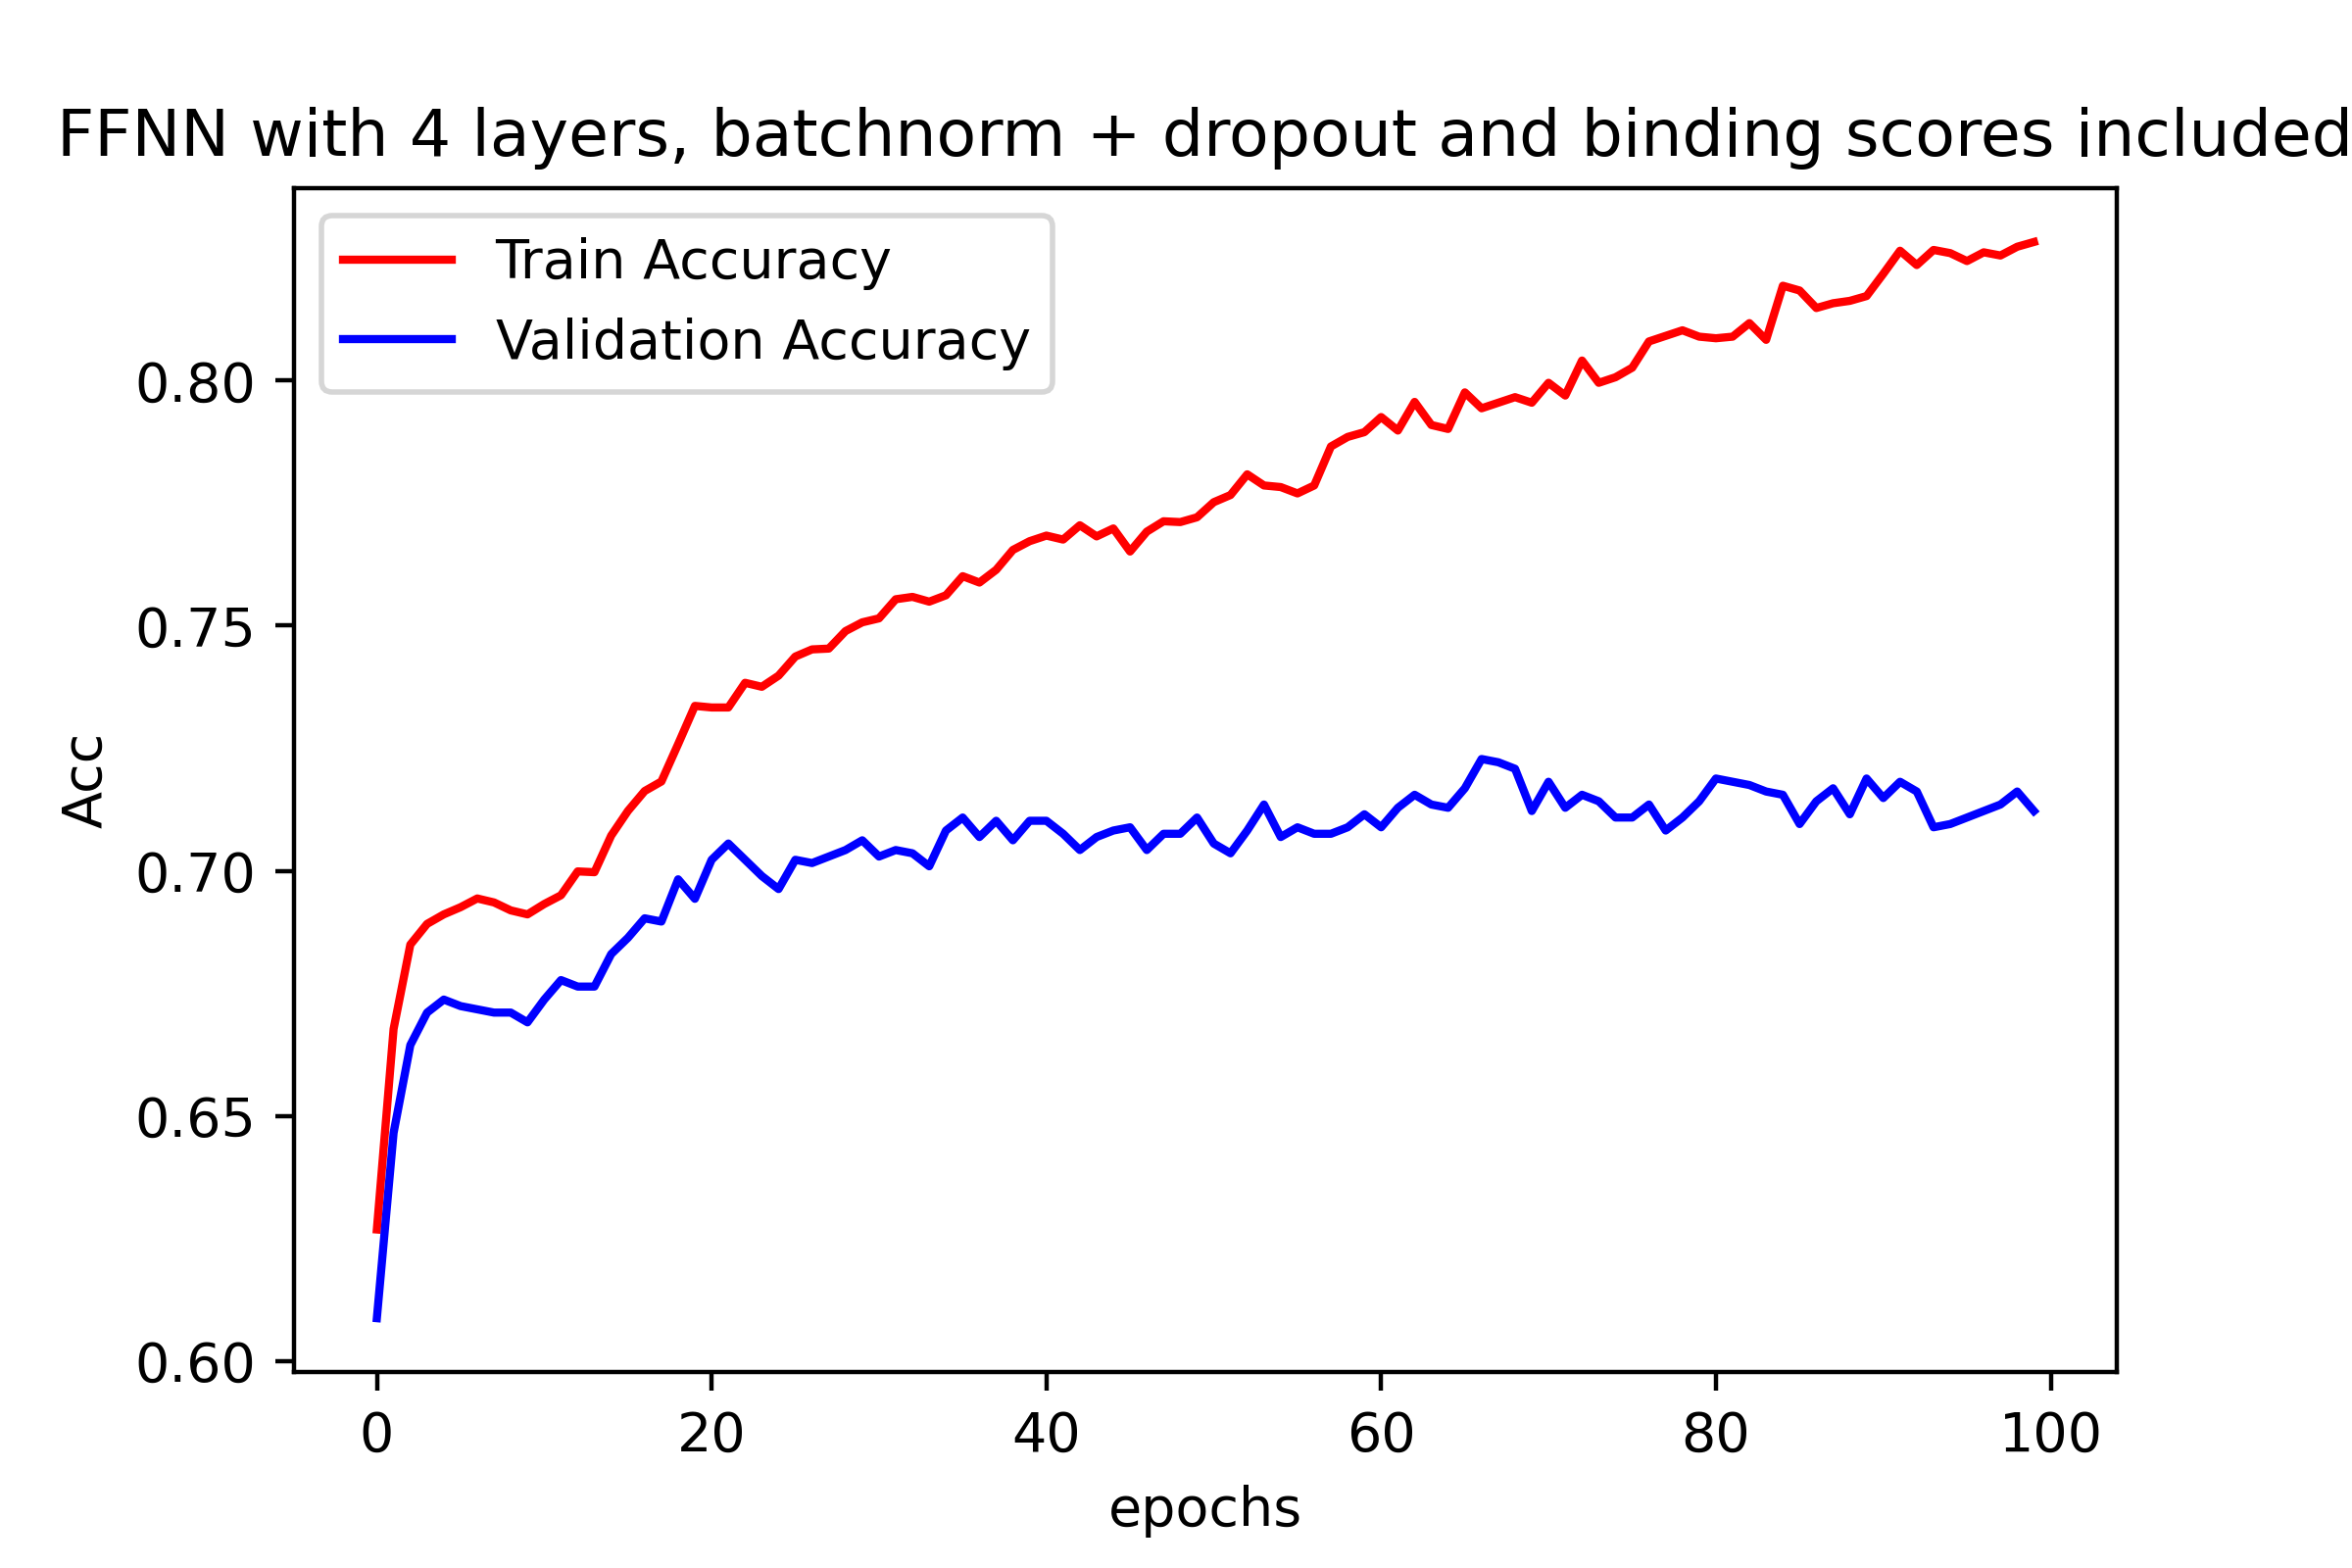 FFNN with 4 layers, batchnorm + dropout and binding scores included
Train Accuracy
Validation Accuracy
0.80
0.75
0.70
0.65
0.60
Acc
0 20 40 60 80 100
epochs